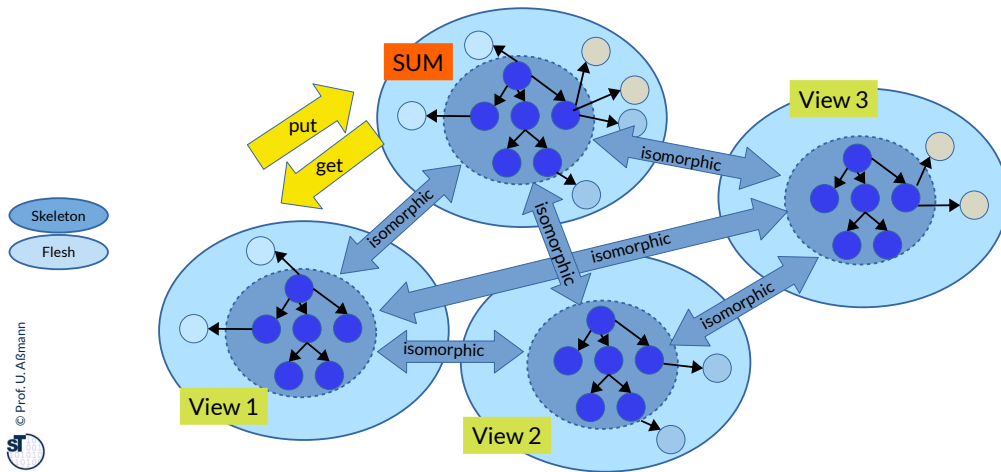 SUM
View 3
put
get
isomorphic
isomorphic
isomorphic
isomorphic
Skeleton
Flesh
isomorphic
isomorphic
View 1
View 2
© Prof. U. Aßmann
ST